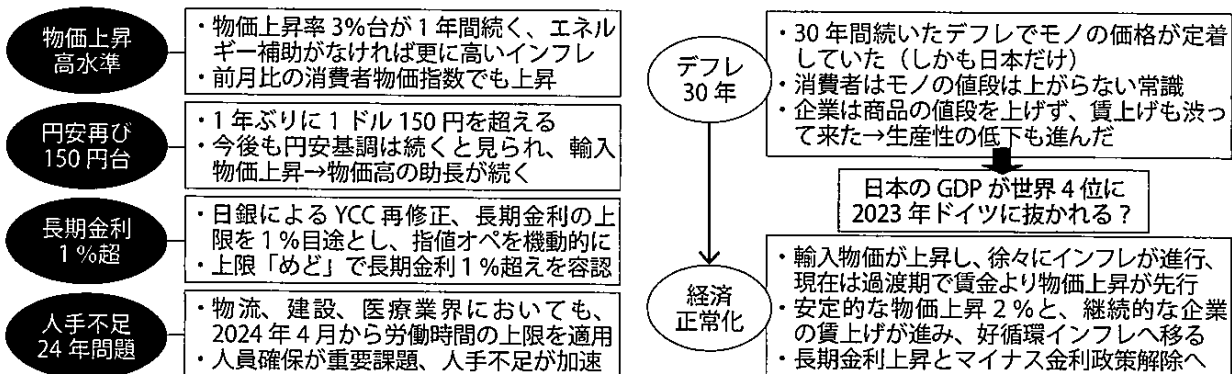 物価上昇
高水準
・物価上昇率3%台が1年間続く、エネル
ギー補助がなければ更に高いインフレ
・前月比の消費者物価指数でも上昇
円安再び
150円台
・1年ぶりに1ドル150円を超える
・今後も円安基調は続くと見られ、輸入
物価上昇→物価高の助長が続く
長期金利
1%超
・日銀によるYCC再修正、長期金利の上
限を1%目途とし、指値オペを機動的に
・上限「めど」で長期金利1%超えを容認
人手不足
24年問題
・物流、建設、医療業界においても、
2024年4月から労働時間の上限を適用
・人員確保が重要課題、人手不足が加速
デフレ
30年
・30年間続いたデフレでモノの価格が定着
していた（しかも日本だけ）
・消費者はモノの値段は上がらない常識
・企業は商品の値段を上げず、賃上げも渋っ
て来た→生産性の低下も進んだ
日本のGDPが世界4位に
2023年ドイツに抜かれる？
経済
正常化
・輸入物価が上昇し、徐々にインフレが進行、
現在は過渡期で賃金より物価上昇が先行
・安定的な物価上昇2%と、継続的な企業
の賃上げが進み、好循環インフレへ移る
・長期金利上昇とマイナス金利政策解除へ